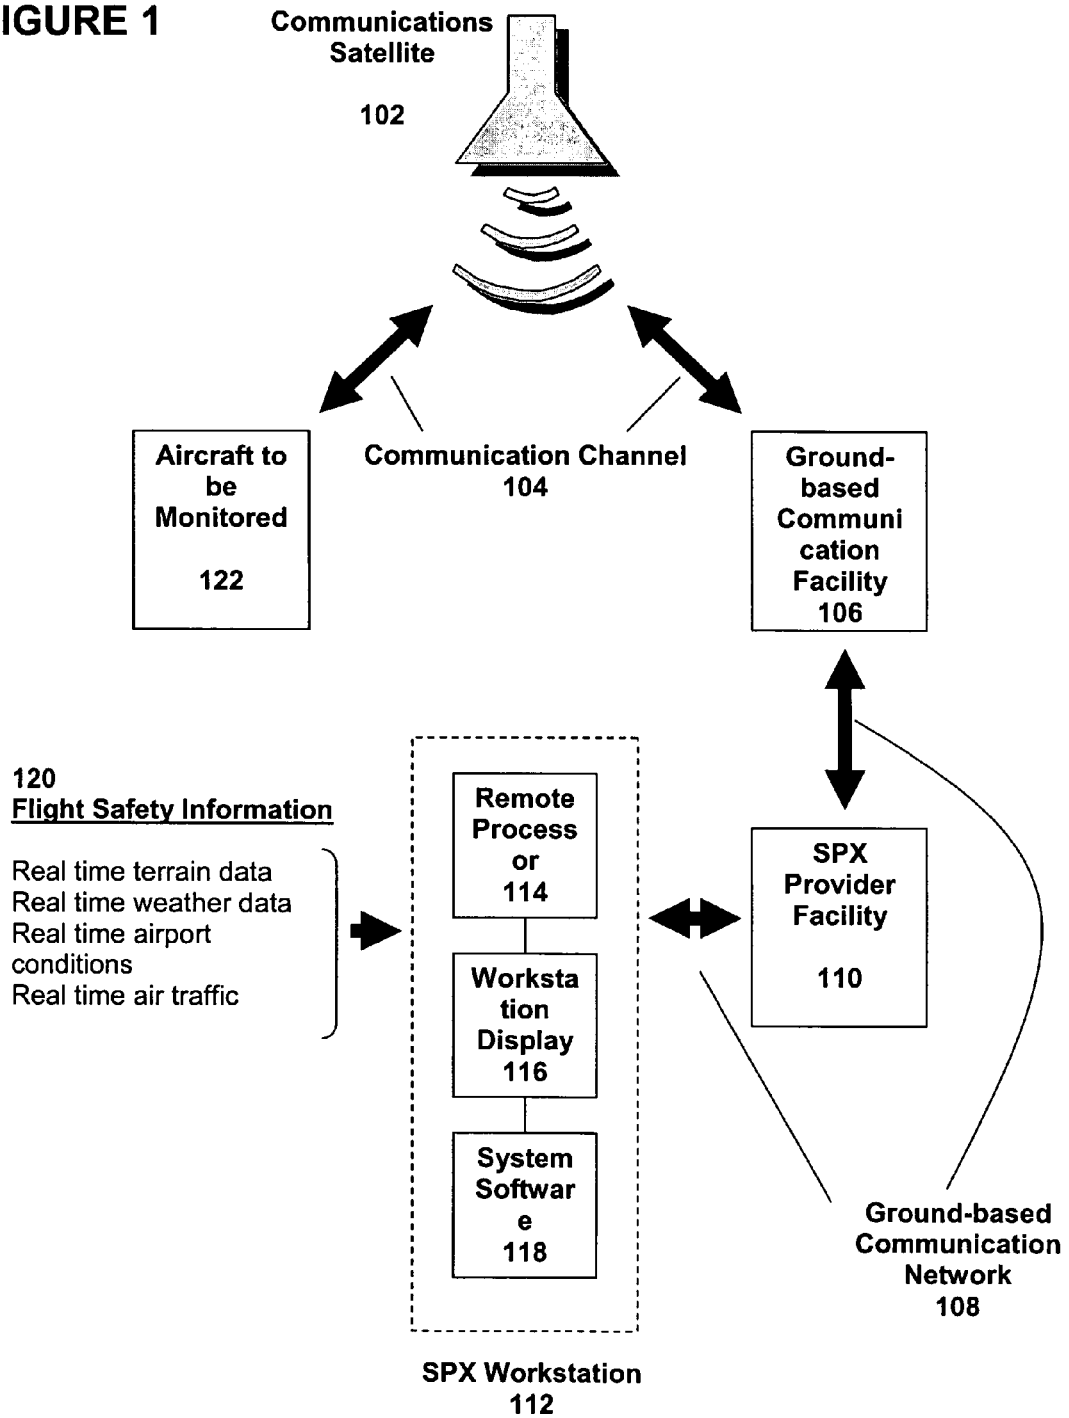 IGURE 1
Communications
Satellite
102
Aircraft to
be
Monitored
122
Communication Channel
104
Ground-
based
Communi
cation
Facility
106
120
Flight Safety Information
Real time terrain data
Real time weather data
Real time airport
conditions
Real time air traffic
Remote
Process
or
114
Worksta
tion
Display
116
System
Softwar
e
118
SPX
Provider
Facility
110
Ground-based
Communication
Network
108
SPX Workstation
112